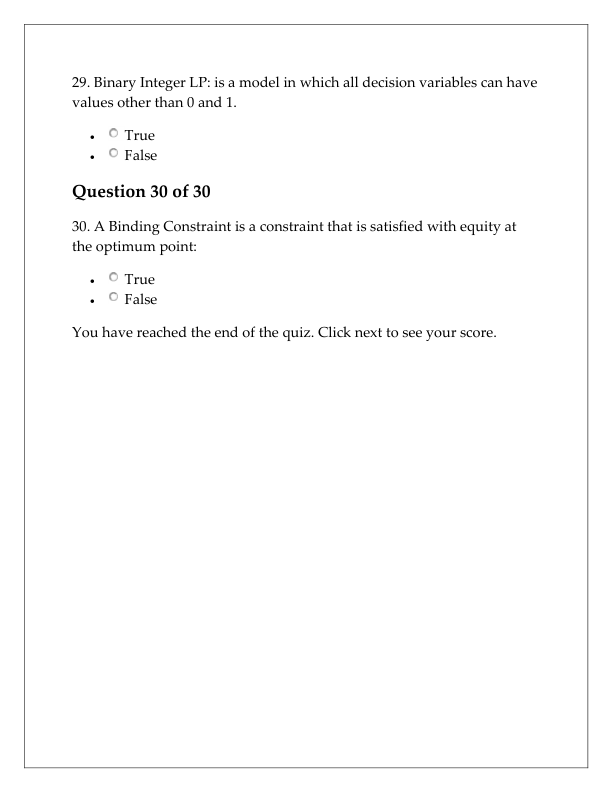 29. Binary Integer LP: is a model in which all decision variables can have
values other than 0 and 1.
• True
• False
Question 30 of 30
30. A Binding Constraint is a constraint that is satisfied with equity at
the optimum point:
• True
• False
You have reached the end of the quiz. Click next to see your score.